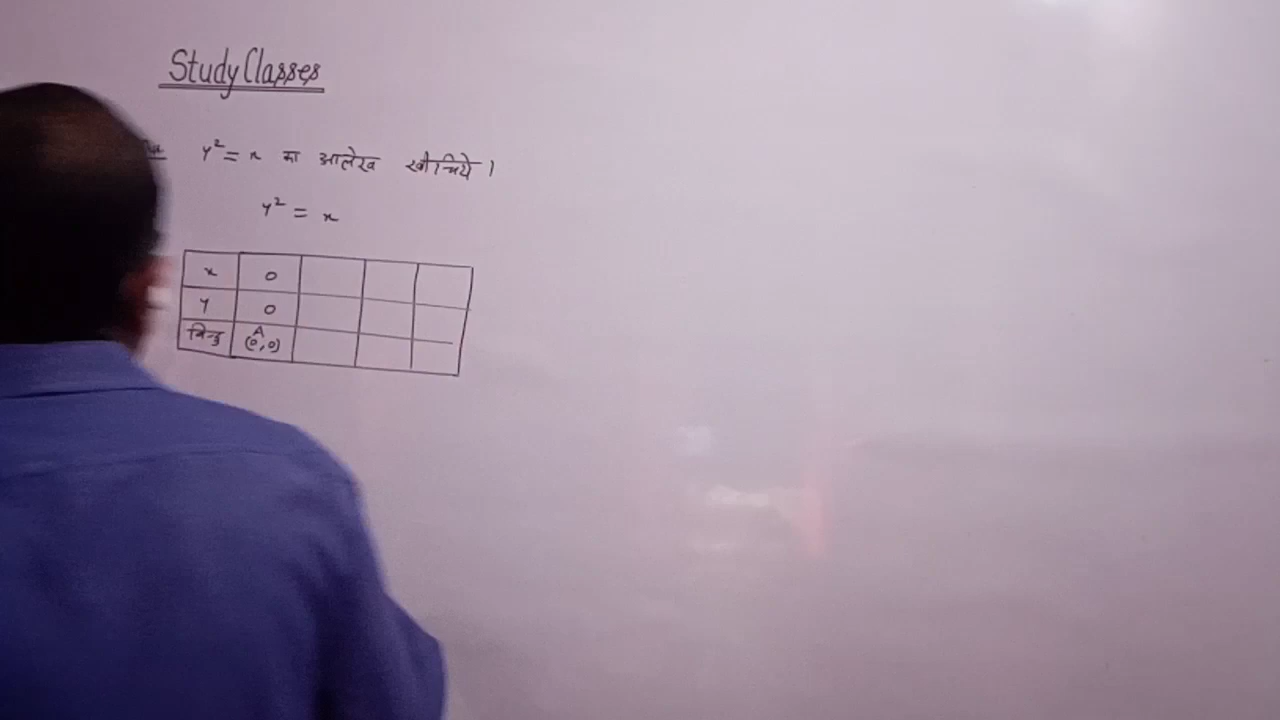 Study Classes
y² = x का आलेख खींचिये।
y² = x
x 0
y 0
बिन्दु A (0,0)